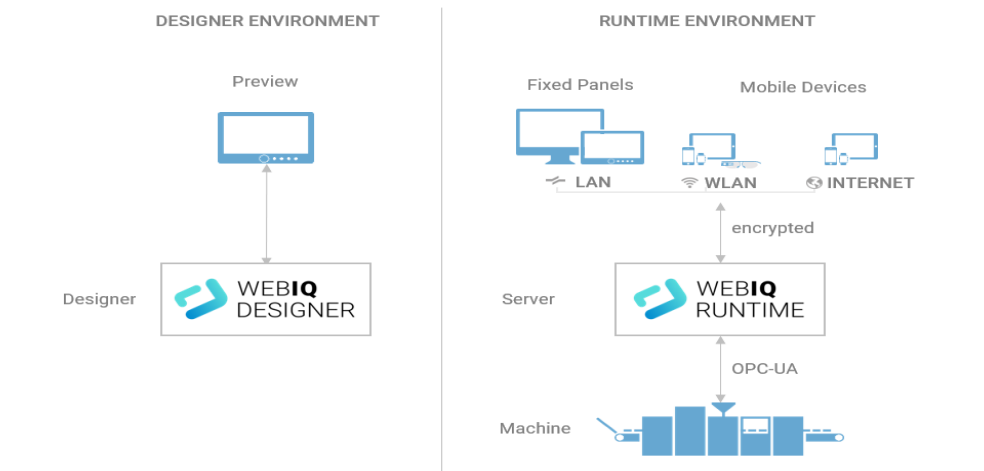 DESIGNER ENVIRONMENT
RUNTIME ENVIRONMENT
Preview
Fixed Panels
Mobile Devices
LAN
WLAN
INTERNET
encrypted
Designer
WEBIQ
DESIGNER
Server
WEBIQ
RUNTIME
OPC-UA
Machine